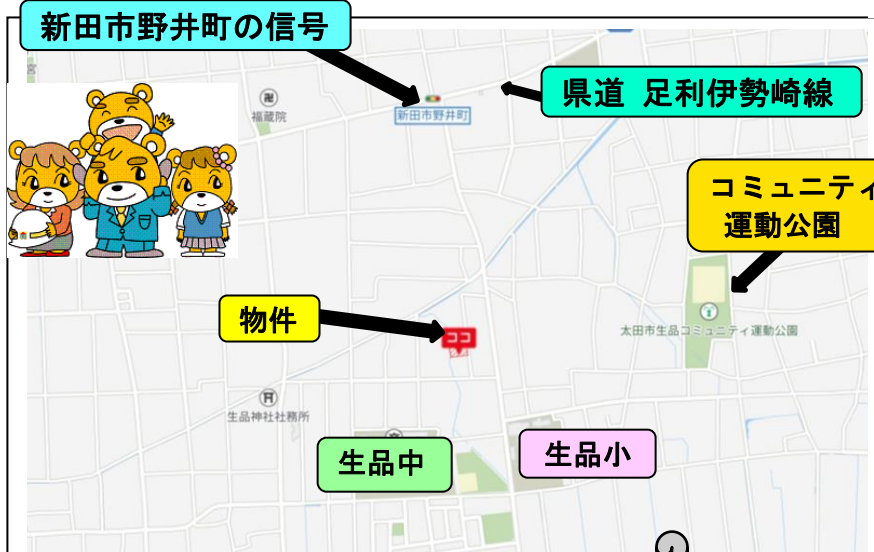 新田市野井町の信号
県道 足利伊勢崎線
福蔵院
新田市野井町
コミュニティ
運動公園
物件
ココ
太田市生品コミュニティ運動公園
生品神社社務所
生品中
生品小